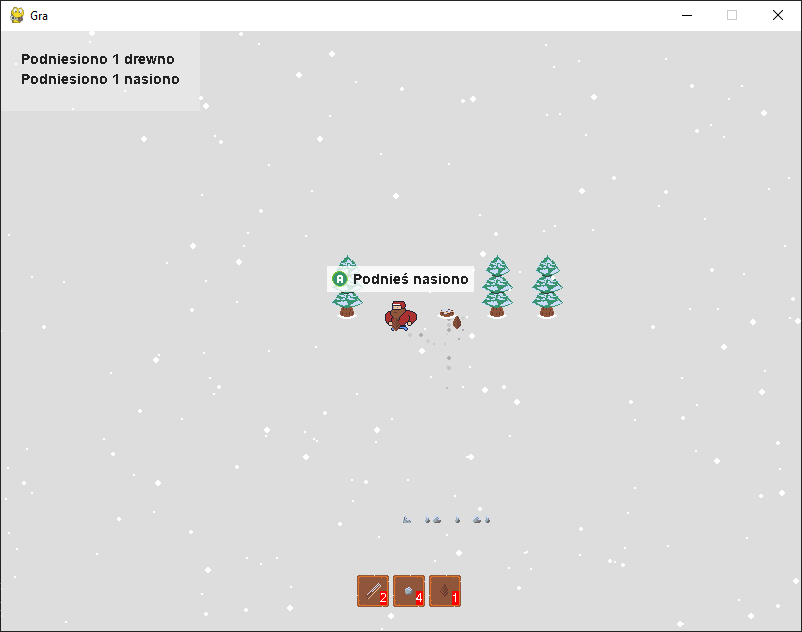 Gra
Podniesiono 1 drewno
Podniesiono 1 nasiono
A Podnieś nasiono
2 4 1